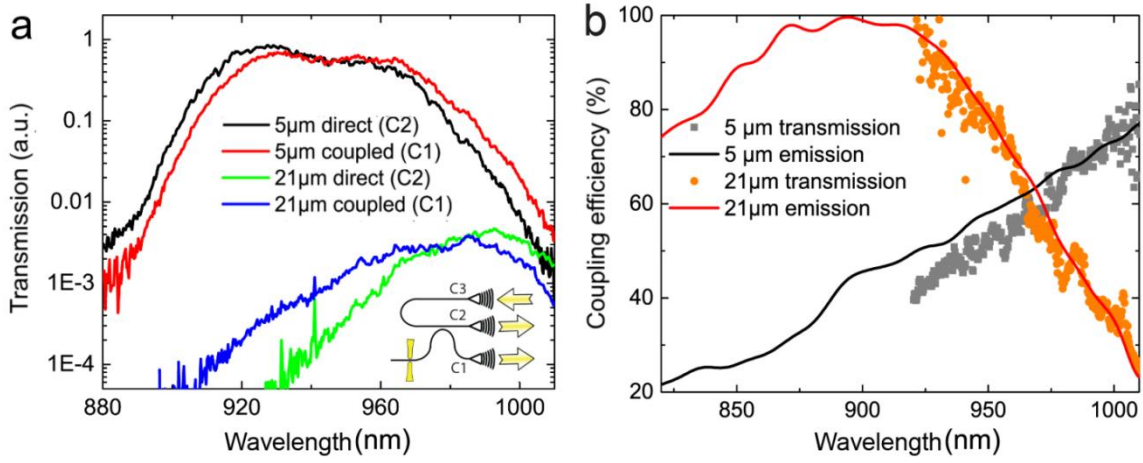 a
Transmission (a.u.)
1
0.1
0.01
1E-3
1E-4
5µm direct (C2)
5µm coupled (C1)
21µm direct (C2)
21µm coupled (C1)
C3
C2
C1
880
920
960
1000
Wavelength (nm)
b
Coupling efficiency (%)
100
80
60
40
20
5 µm transmission
5 µm emission
21µm transmission
21µm emission
850
900
950
1000
Wavelength (nm)